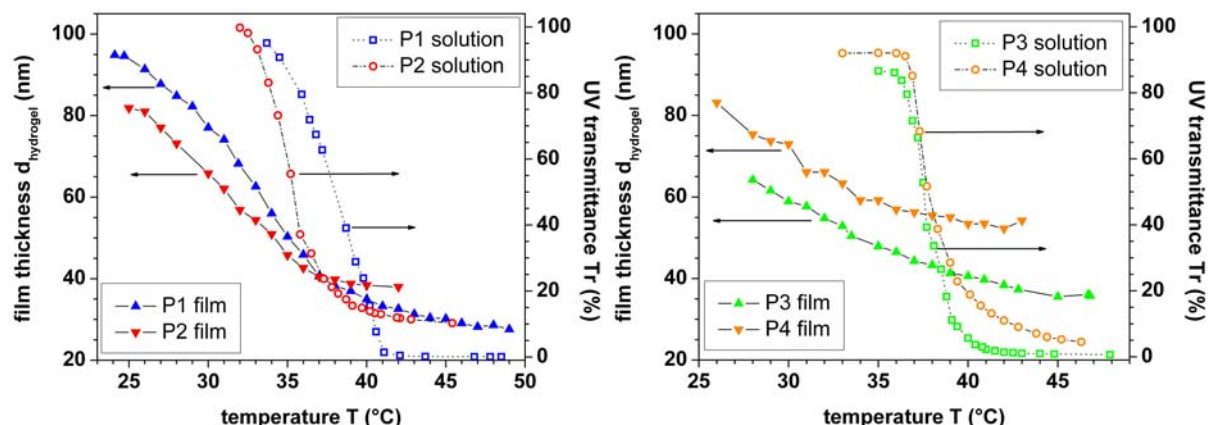 film thickness d_hydrogel (nm)
100
90
80
70
60
50
40
30
20
P1 solution
P2 solution
P1 film
P2 film
100
80
60
40
20
0
UV transmittance Tr (%)
25 30 35 40 45 50
temperature T (°C)
film thickness d_hydrogel (nm)
100
80
60
40
20
P3 solution
P4 solution
P3 film
P4 film
100
80
60
40
20
0
UV transmittance Tr (%)
30 35 40 45
temperature T (°C)